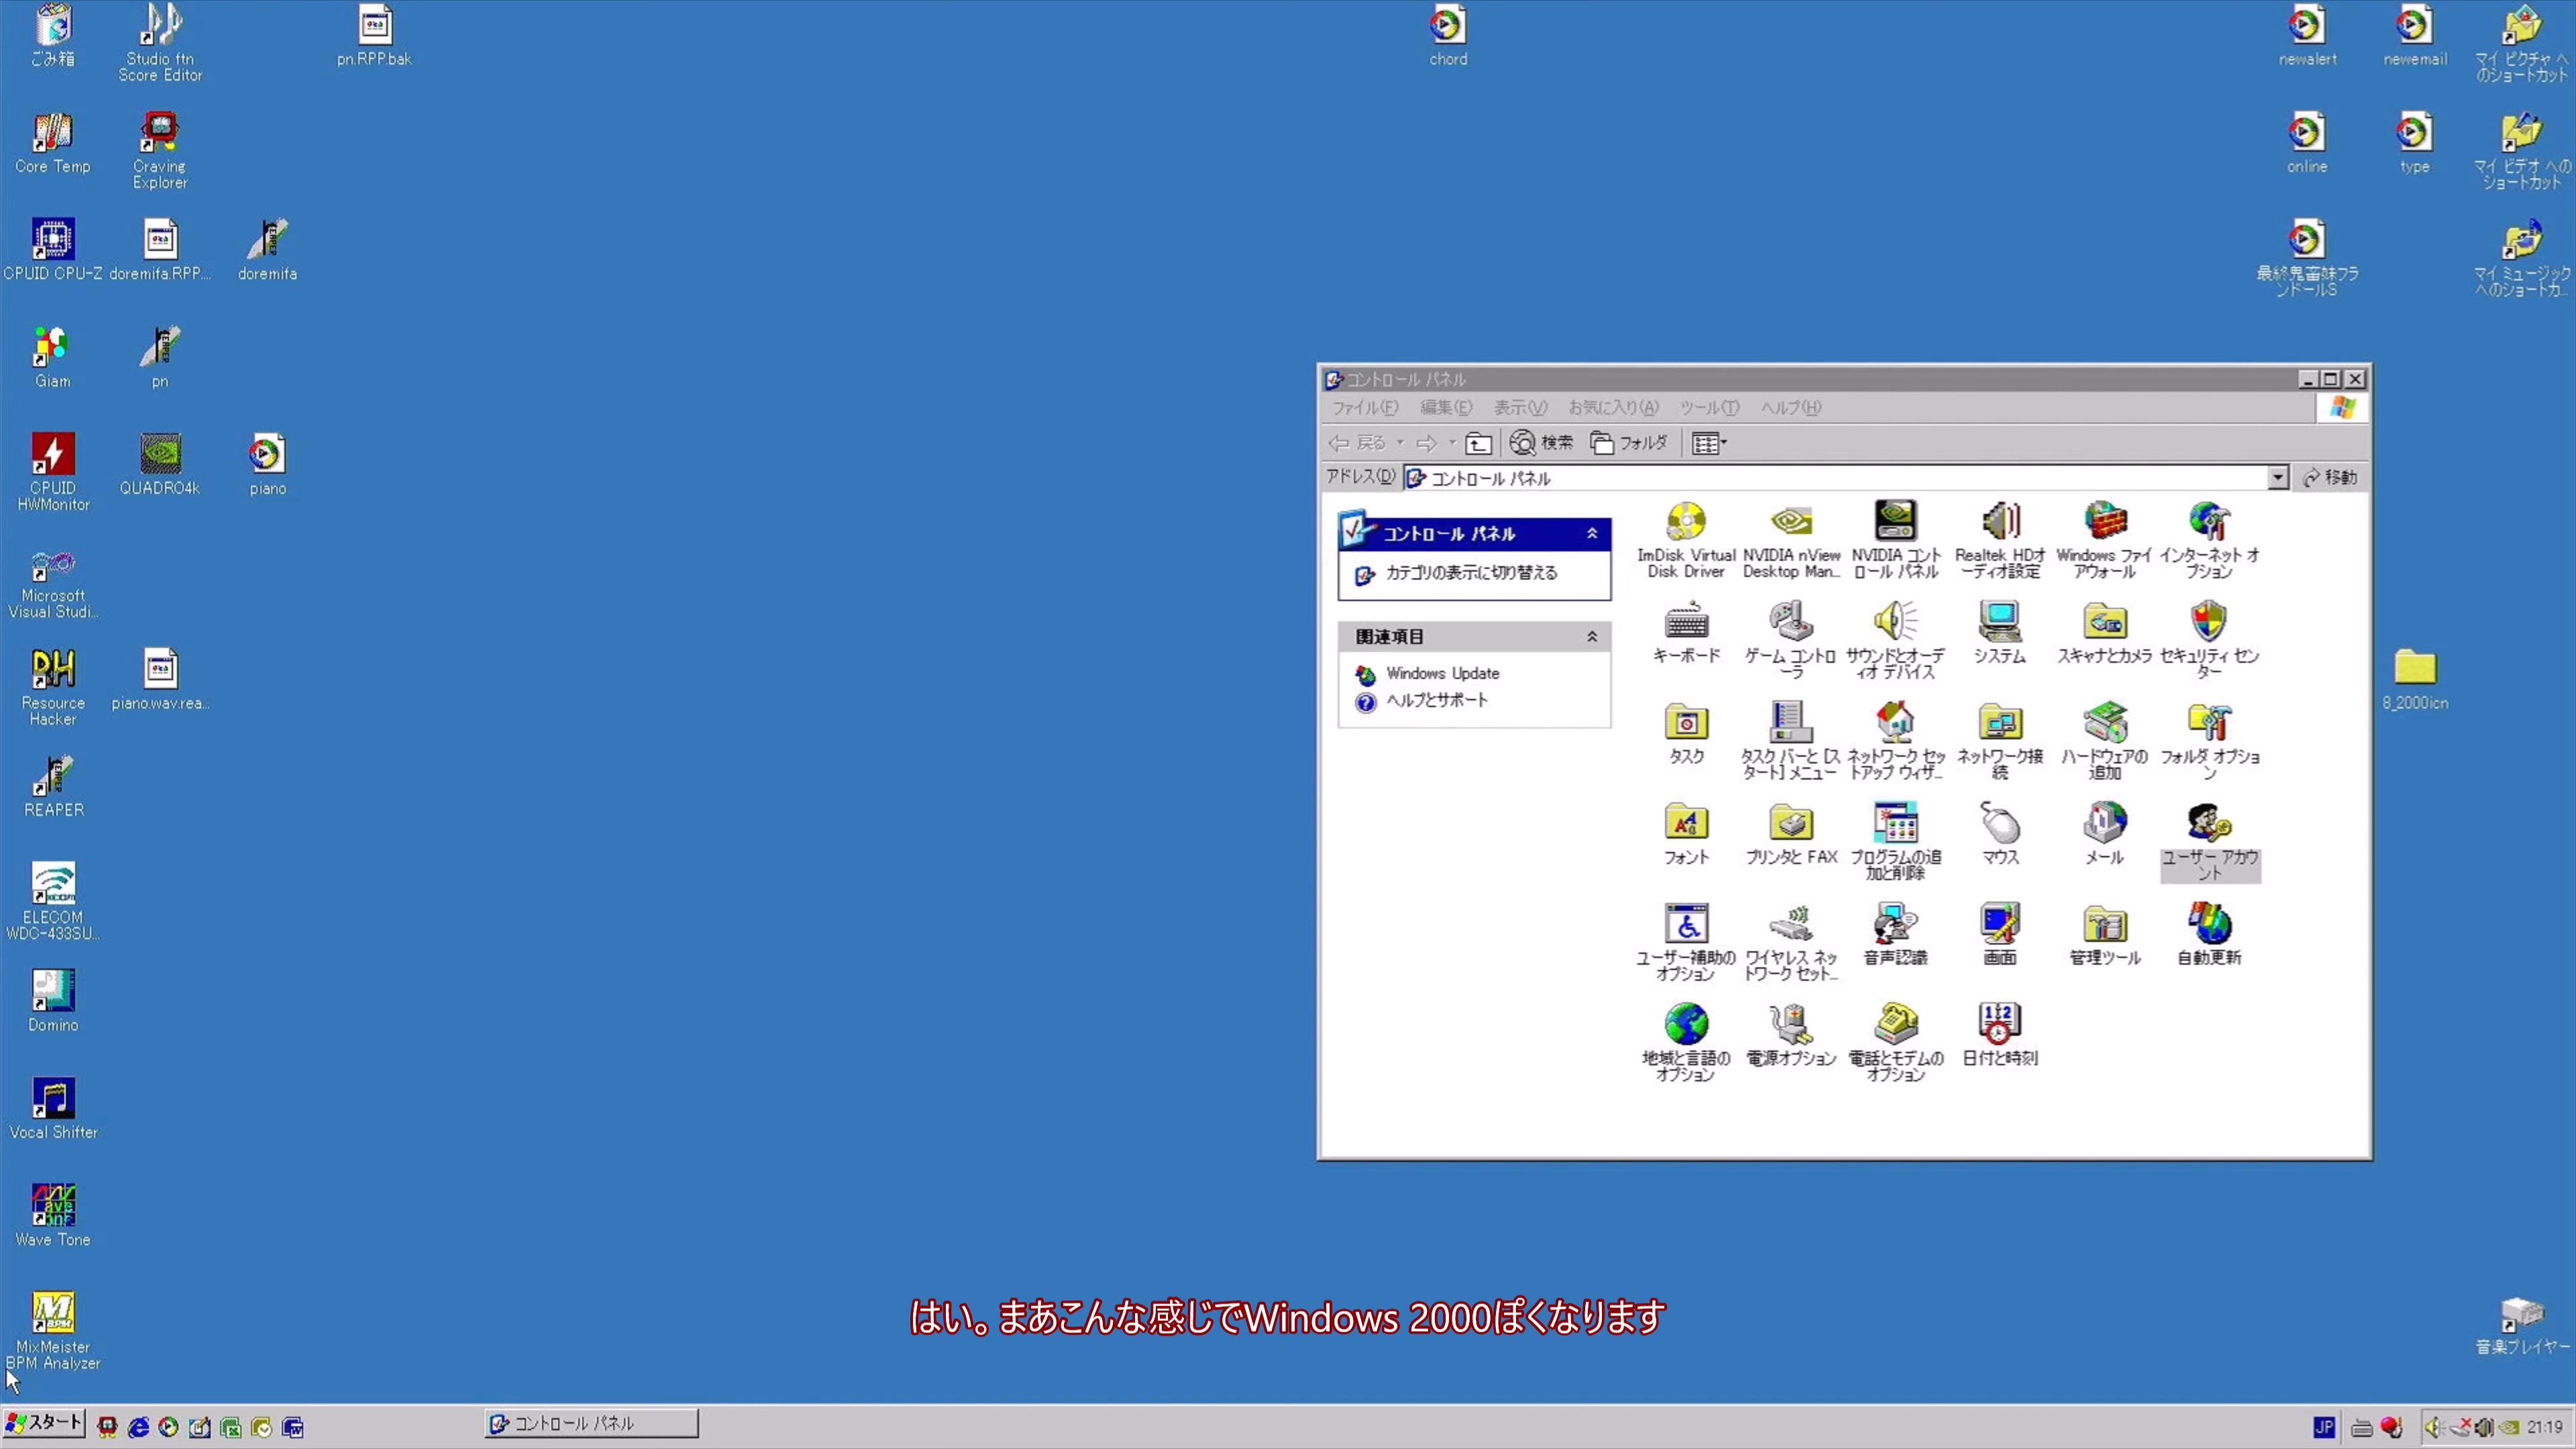 ごみ箱
Studio ftn
Score Editor
pn.RPP.bak
chord
newalert
newemail
マイ ピクチャ へ
のショートカット
Core Temp
Craving
Explorer
online
type
マイ ビデオ への
ショートカット
CPUID CPU-Z
doremifa.RPP....
doremifa
最終鬼畜妹フラ
ンドールS
マイ ミュージック
へのショートカ...
Giam
pn
CPUID
HWMonitor
QUADRO4k
piano
Microsoft
Visual Studi...
Resource
Hacker
piano.wav.rea...
8_2000icn
REAPER
ELECOM
WDC-433SU...
Domino
Vocal Shifter
Wave Tone
MixMeister
BPM Analyzer
音楽プレイヤー
コントロール パネル
ファイル(F) 編集(E) 表示(V) お気に入り(A) ツール(T) ヘルプ(H)
戻る 検索 フォルダ
アドレス(D) コントロール パネル 移動
コントロール パネル
カテゴリの表示に切り替える
関連項目
Windows Update
ヘルプとサポート
ImDisk Virtual
Disk Driver
NVIDIA nView
Desktop Man...
NVIDIA コント
ロール パネル
Realtek HDオ
ーディオ設定
Windows ファイ
アウォール
インターネット オ
プション
キーボード
ゲーム コントロ
ーラ
サウンドとオーデ
ィオ デバイス
システム
スキャナとカメラ
セキュリティ セン
ター
タスク
タスク バーと [ス
タート] メニュー
ネットワーク セッ
トアップ ウィザ...
ネットワーク接
続
ハードウェアの
追加
フォルダ オプショ
ン
フォント
プリンタと FAX
プログラムの追
加と削除
マウス
メール
ユーザー アカウ
ント
ユーザー補助の
オプション
ワイヤレス ネッ
トワーク セット...
音声認識
画面
管理ツール
自動更新
地域と言語の
オプション
電源オプション
電話とモデムの
オプション
日付と時刻
はい。まあこんな感じでWindows 2000ぽくなります
スタート
コントロール パネル
JP
21:19